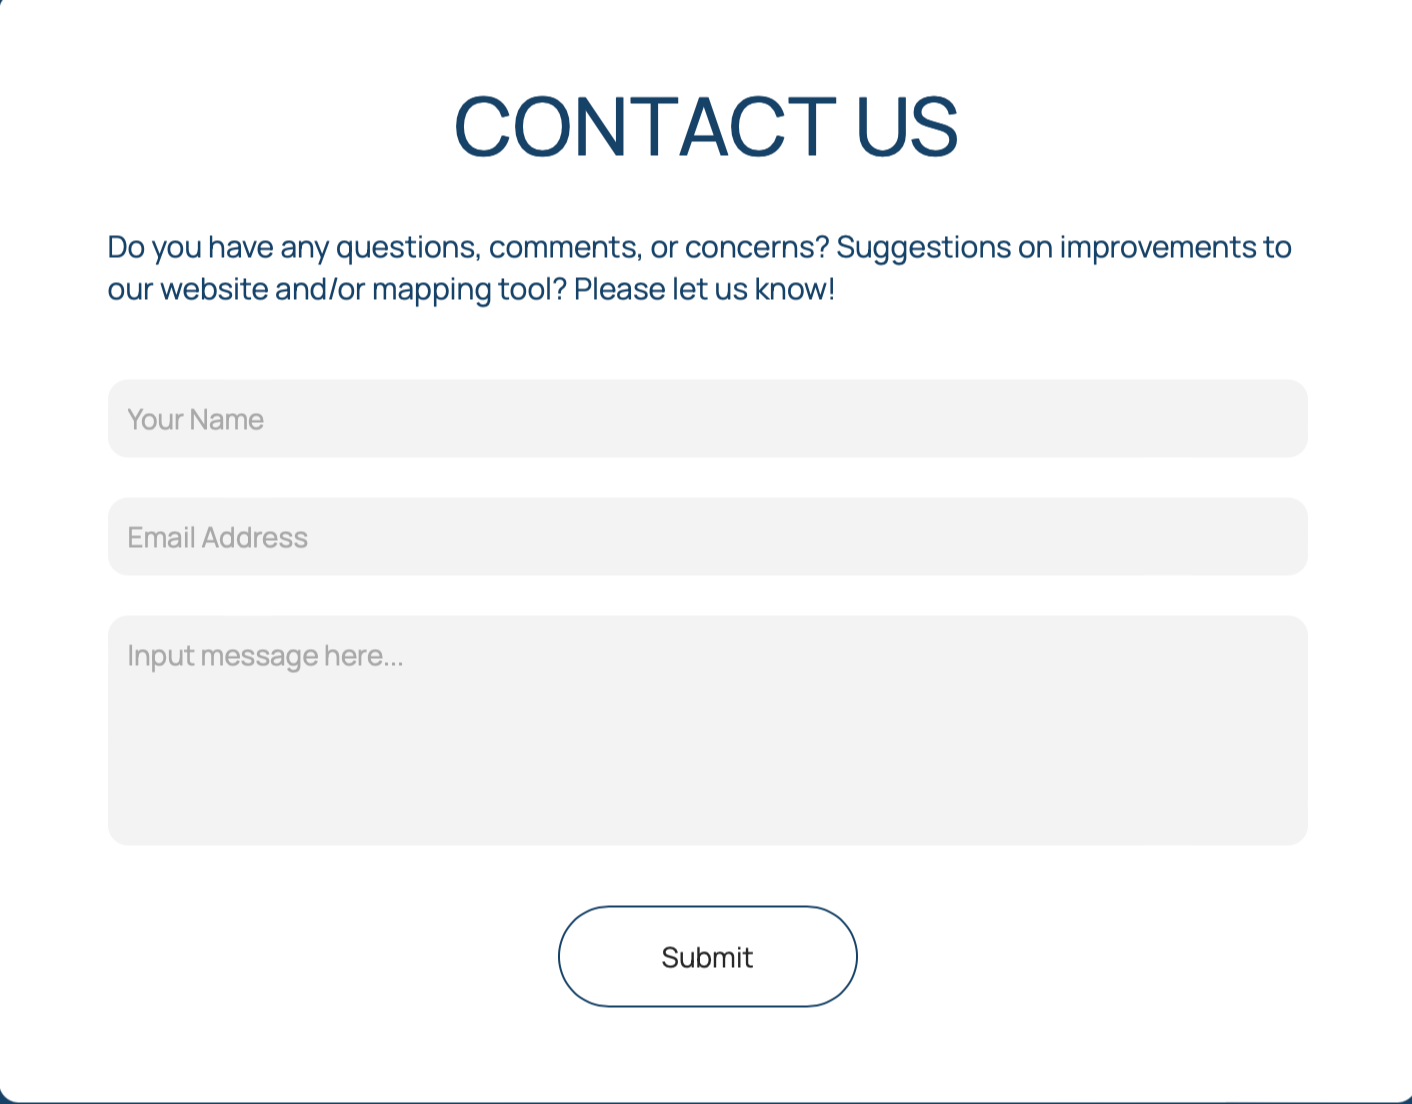 CONTACT US
Do you have any questions, comments, or concerns? Suggestions on improvements to
our website and/or mapping tool? Please let us know!
Your Name
Email Address
Input message here...
Submit